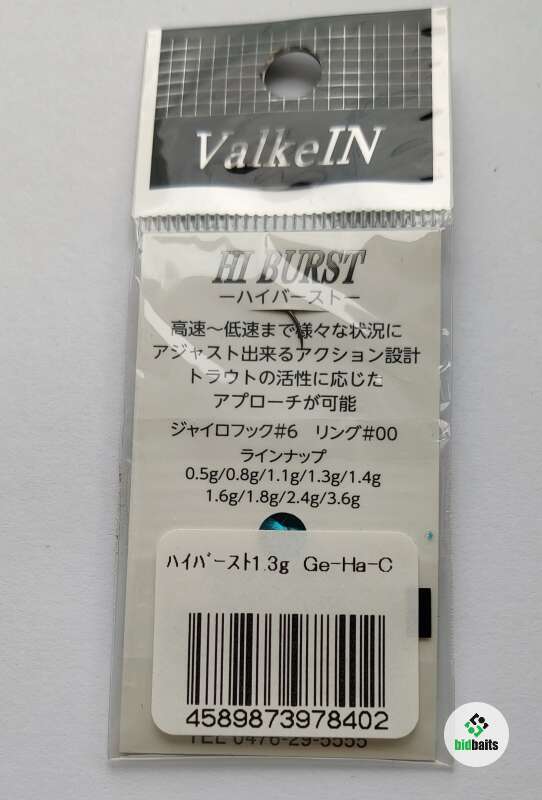 ValkeIN
HI BURST
ーハイバーストー
高速～低速まで様々な状況に
アジャスト出来るアクション設計
トラウトの活性に応じた
アプローチが可能
ジャイロフック#6 リング#00
ラインナップ
0.5g/0.8g/1.1g/1.3g/1.4g
1.6g/1.8g/2.4g/3.6g
ﾊｲﾊﾞｰｽﾄ1.3g Ge-Ha-C
4589873978402
TEL 0476-29-5555
bidbaits